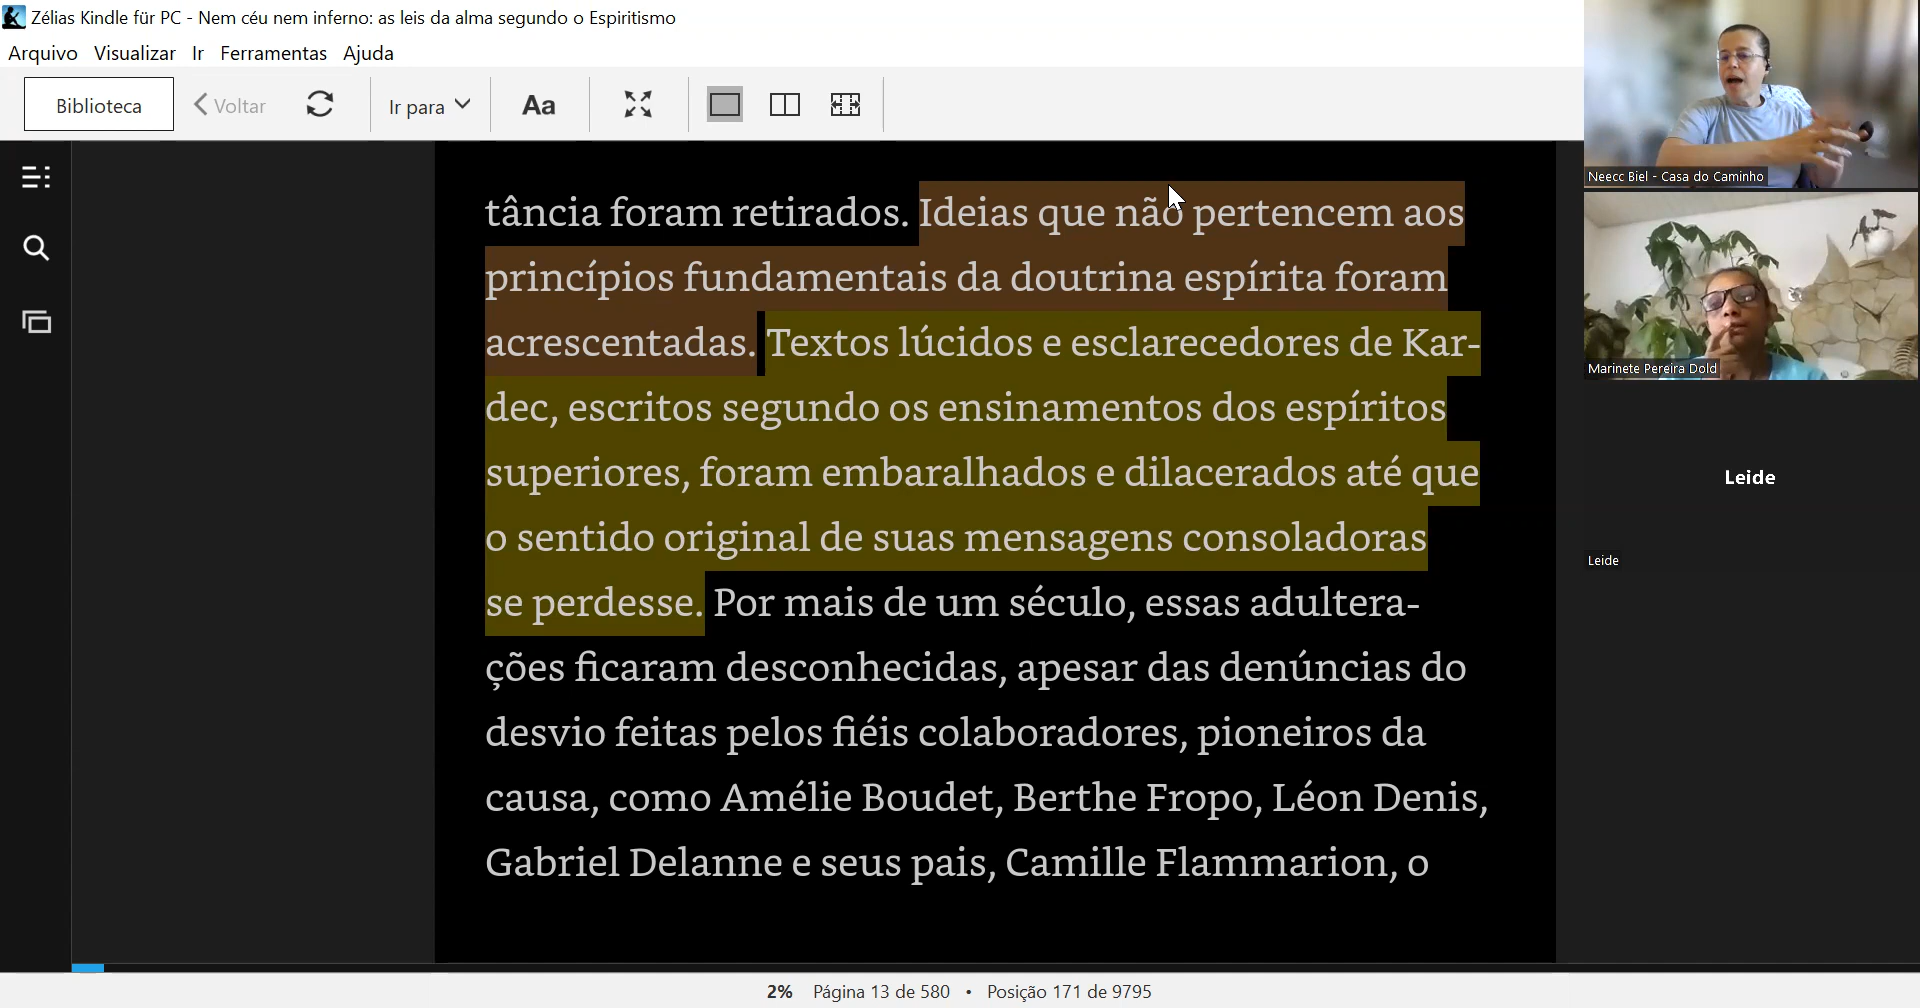 Zélias Kindle für PC - Nem céu nem inferno: as leis da alma segundo o Espiritismo
Arquivo Visualizar Ir Ferramentas Ajuda
Biblioteca Voltar Ir para Aa
tância foram retirados. Ideias que não pertencem aos
princípios fundamentais da doutrina espírita foram
acrescentadas. Textos lúcidos e esclarecedores de Kar-
dec, escritos segundo os ensinamentos dos espíritos
superiores, foram embaralhados e dilacerados até que
o sentido original de suas mensagens consoladoras
se perdesse. Por mais de um século, essas adultera-
ções ficaram desconhecidas, apesar das denúncias do
desvio feitas pelos fiéis colaboradores, pioneiros da
causa, como Amélie Boudet, Berthe Fropo, Léon Denis,
Gabriel Delanne e seus pais, Camille Flammarion, o
2% Página 13 de 580 • Posição 171 de 9795
Neecc Biel - Casa do Caminho
Marinete Pereira Dold
Leide
Leide